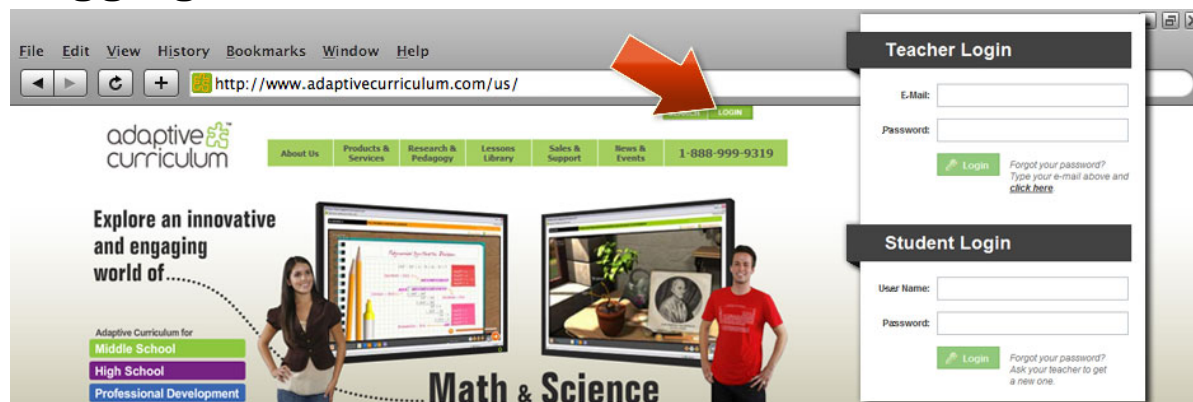 File Edit View History Bookmarks Window Help
http://www.adaptivecurriculum.com/us/
LOGIN
adaptive
curriculum™
About Us
Products &
Services
Research &
Pedagogy
Lessons
Library
Sales &
Support
News &
Events
1-888-999-9319
Explore an innovative
and engaging
world of.....
Adaptive Curriculum for
Middle School
High School
Professional Development
Math & Science
Teacher Login
E-Mail:
Password:
Login
Forgot your password?
Type your e-mail above and
click here.
Student Login
User Name:
Password:
Login
Forgot your password?
Ask your teacher to get
a new one.